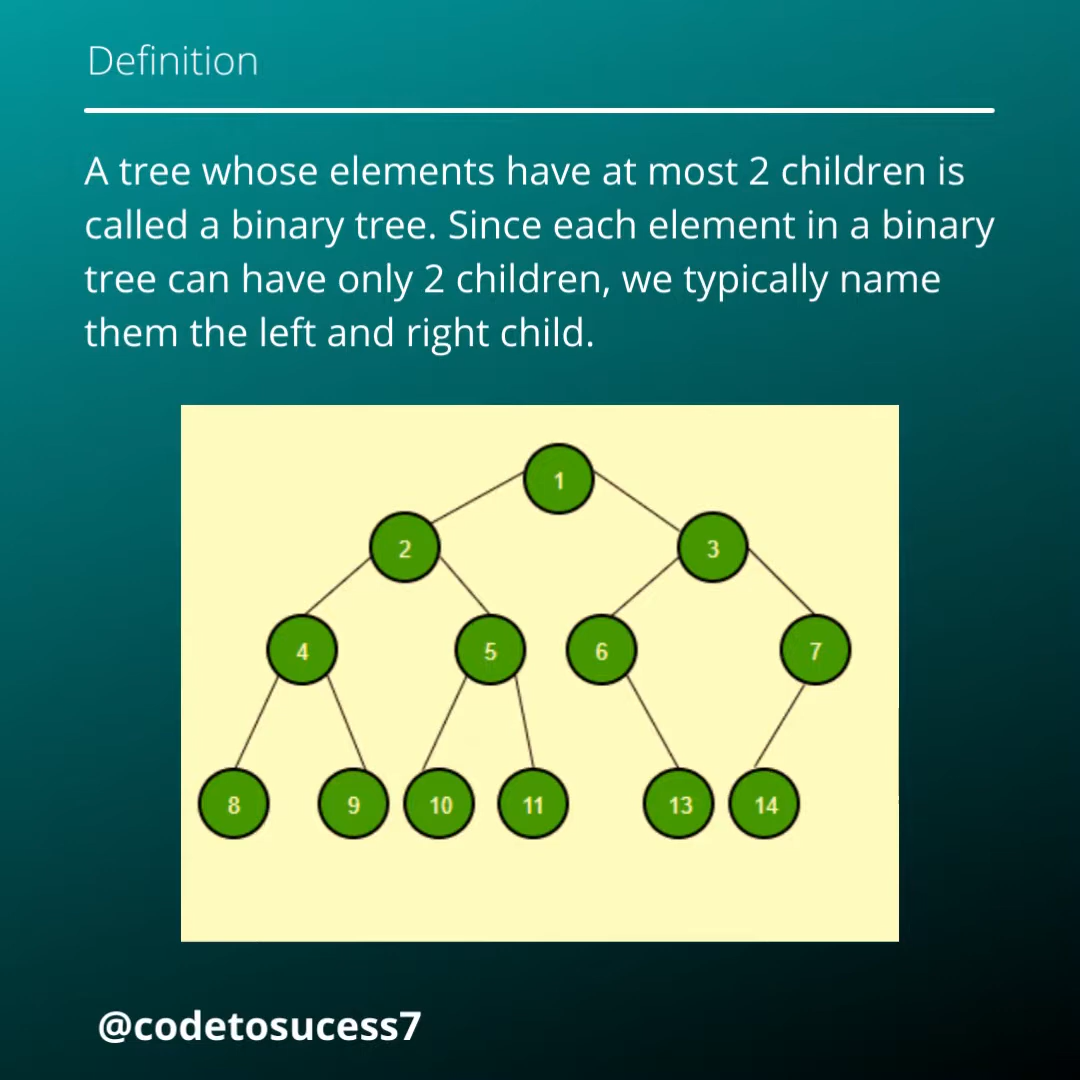 Definition
A tree whose elements have at most 2 children is
called a binary tree. Since each element in a binary
tree can have only 2 children, we typically name
them the left and right child.
1
2 3
4 5 6 7
8 9 10 11 13 14
@codetosucess7